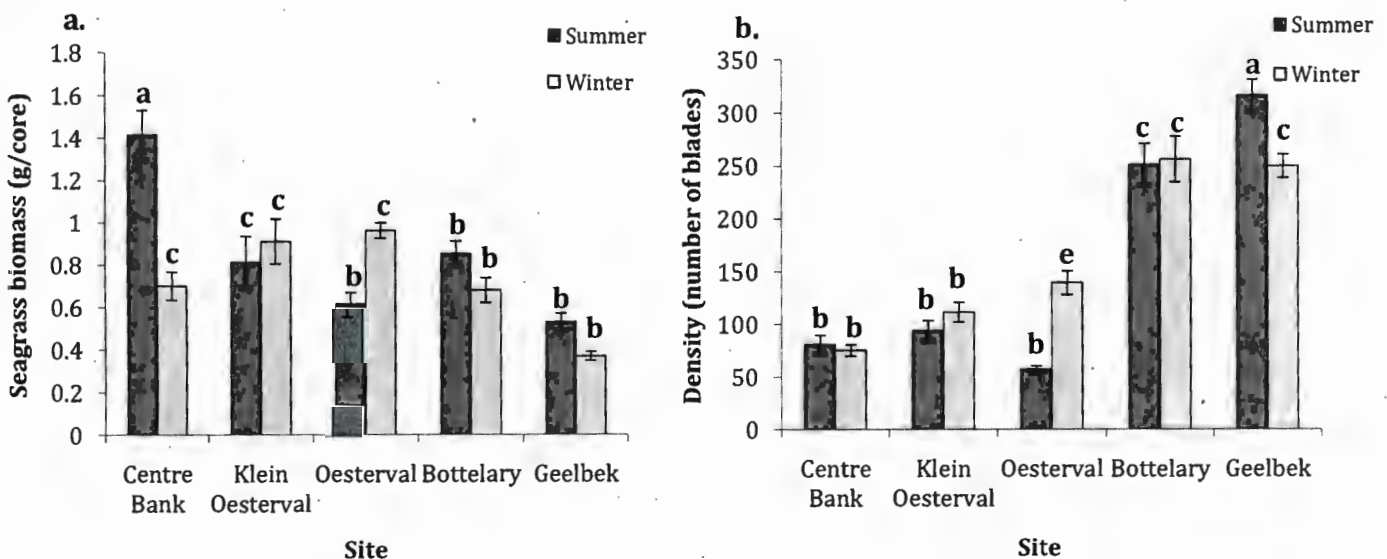 a.
Summer
Winter
Seagrass biomass (g/core)
1.8
1.6
1.4
1.2
1
0.8
0.6
0.4
0.2
0
a
c
c
c
b
c
b
b
b
b
Centre Bank
Klein Oesterval
Oesterval
Bottelary
Geelbek
Site
b.
Summer
Winter
Density (number of blades)
350
300
250
200
150
100
50
0
b
b
b
b
b
e
c
c
a
c
Centre Bank
Klein Oesterval
Oesterval
Bottelary
Geelbek
Site